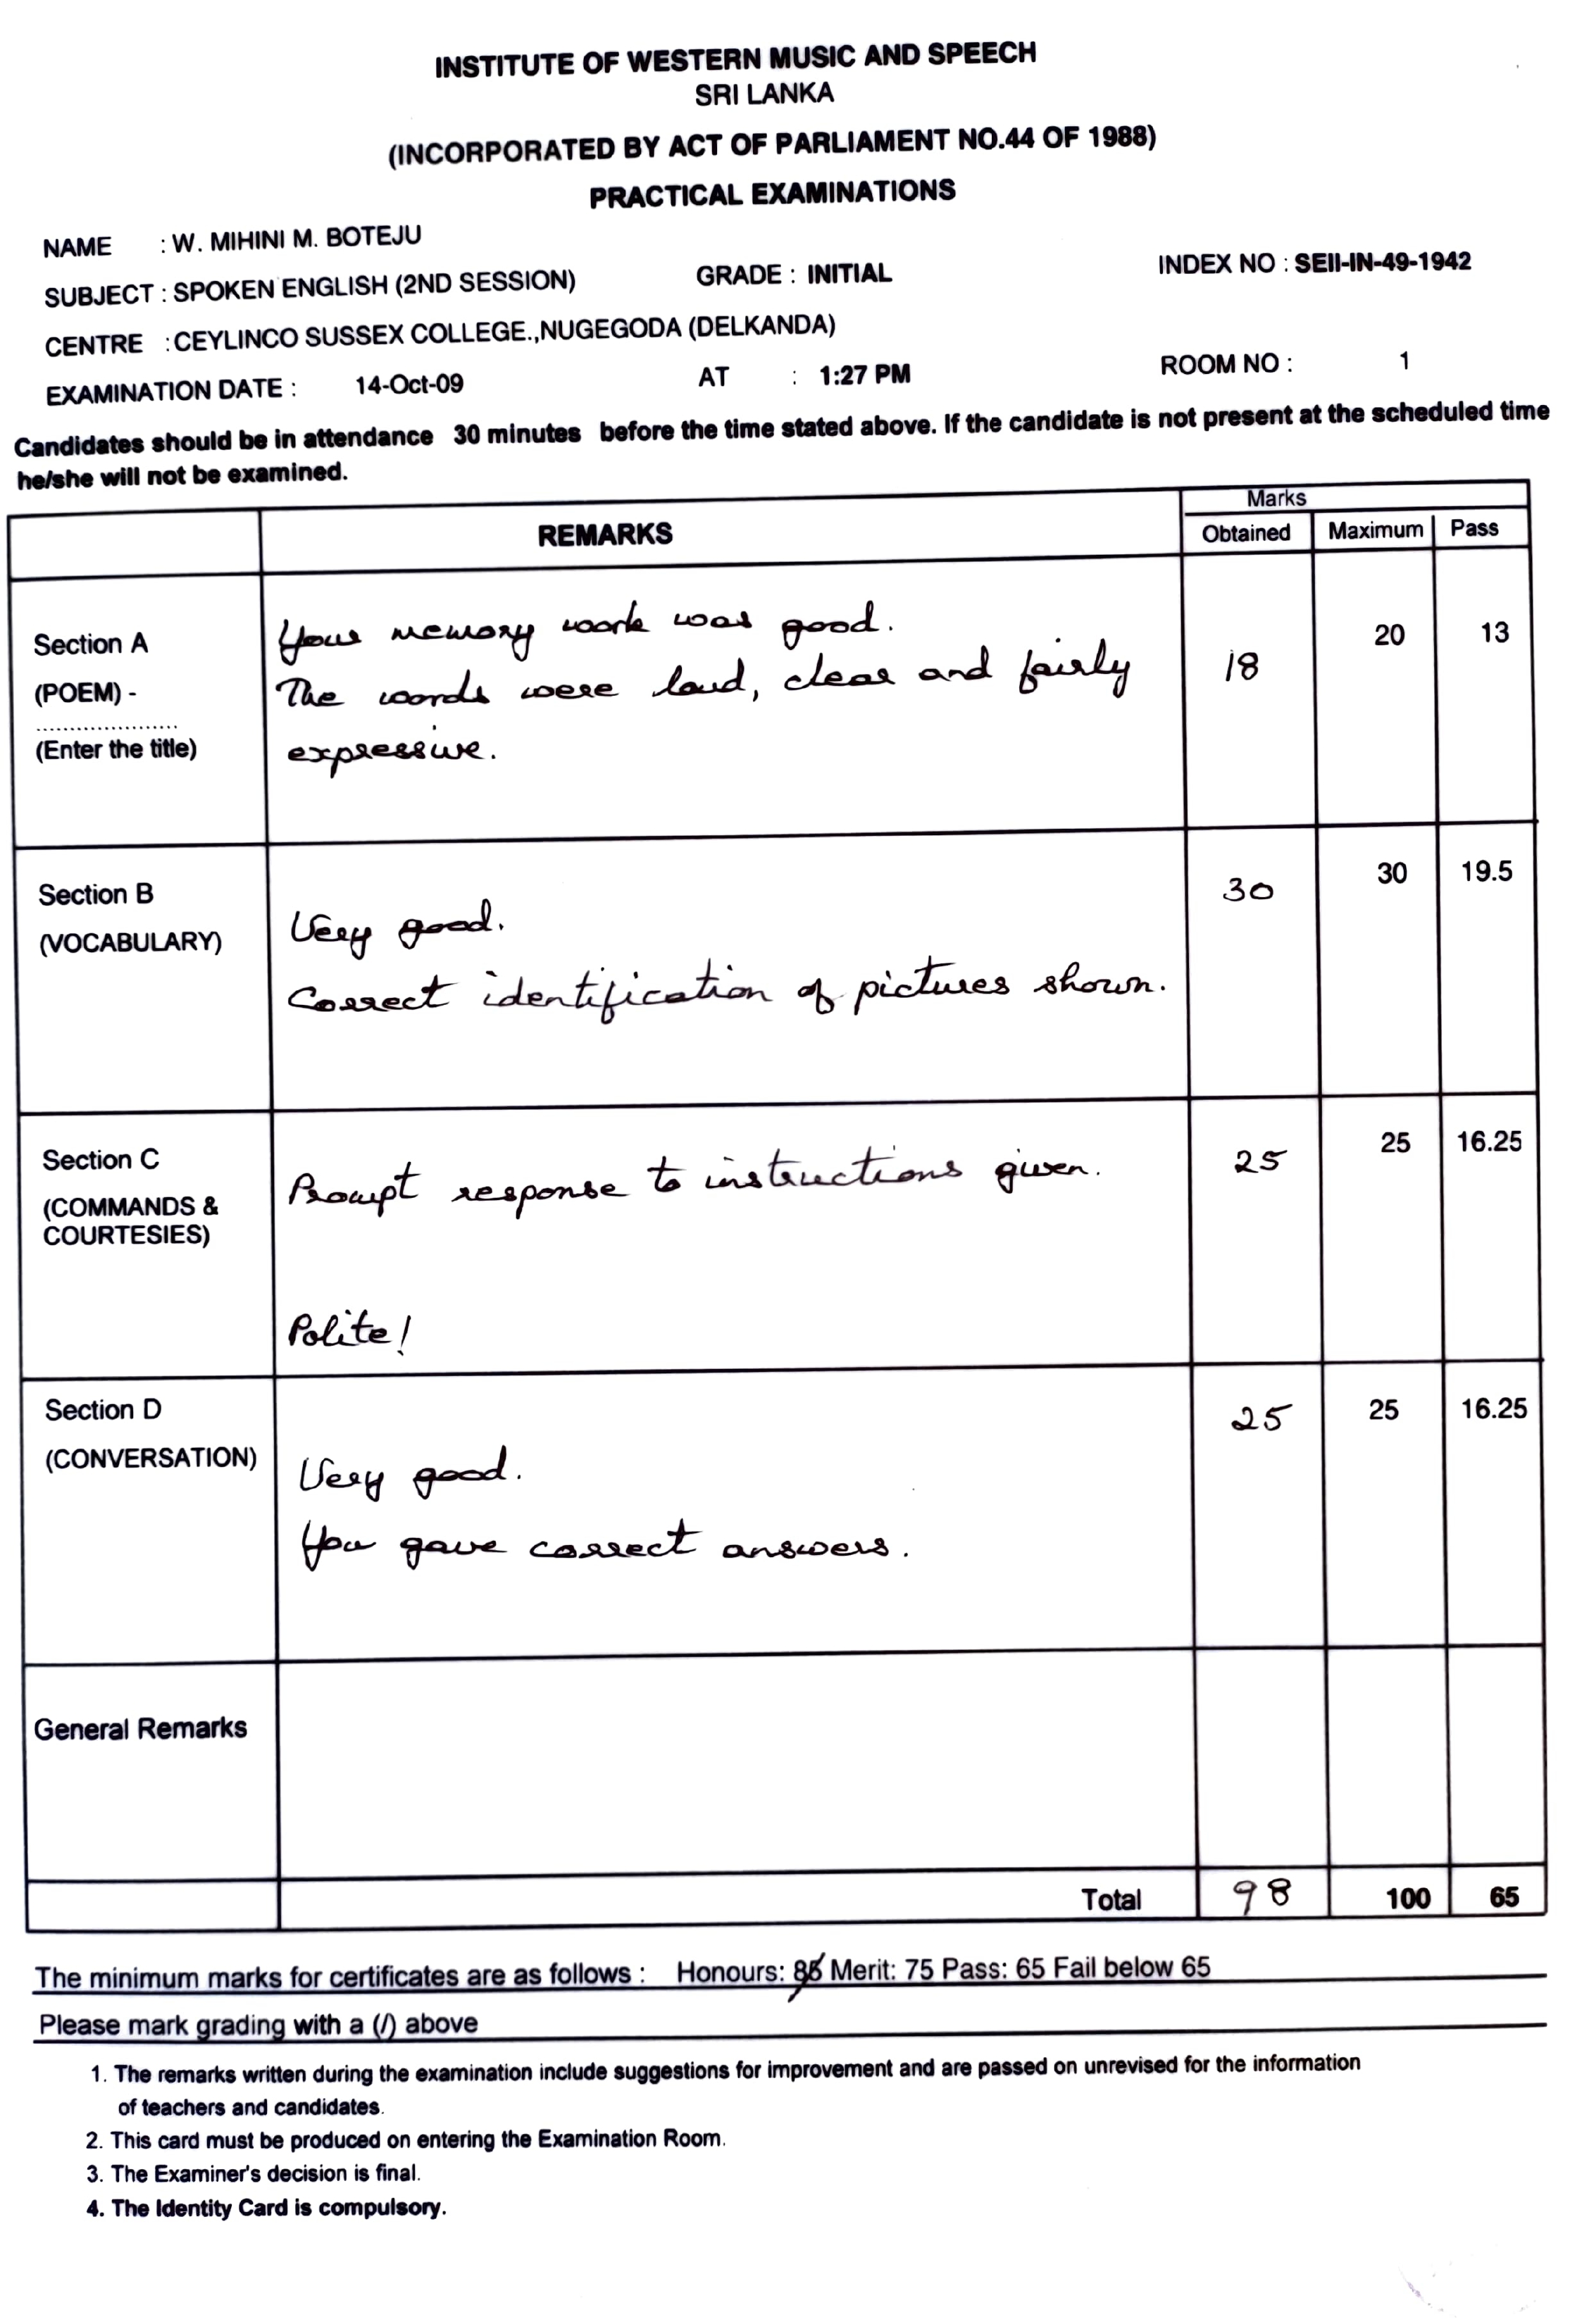 INSTITUTE OF WESTERN MUSIC AND SPEECH
SRI LANKA
(INCORPORATED BY ACT OF PARLIAMENT NO.44 OF 1988)
PRACTICAL EXAMINATIONS
NAME : W. MIHINI M. BOTEJU
SUBJECT : SPOKEN ENGLISH (2ND SESSION) GRADE : INITIAL INDEX NO : SEII-IN-49-1942
CENTRE : CEYLINCO SUSSEX COLLEGE.,NUGEGODA (DELKANDA)
EXAMINATION DATE : 14-Oct-09 AT : 1:27 PM ROOM NO : 1
Candidates should be in attendance 30 minutes before the time stated above. If the candidate is not present at the scheduled time
he/she will not be examined.
Marks
REMARKS Obtained Maximum Pass
Section A
(POEM) -
.....................
(Enter the title)
Your memory work was good.
The words were loud, clear and fairly
expressive.
18 20 13
Section B
(VOCABULARY)
Very good.
Correct identification of pictures shown.
30 30 19.5
Section C
(COMMANDS &
COURTESIES)
Prompt response to instructions given.
Polite!
25 25 16.25
Section D
(CONVERSATION)
Very good.
You gave correct answers.
25 25 16.25
General Remarks
Total 98 100 65
The minimum marks for certificates are as follows : Honours: 85 Merit: 75 Pass: 65 Fail below 65
Please mark grading with a (/) above
1. The remarks written during the examination include suggestions for improvement and are passed on unrevised for the information
of teachers and candidates.
2. This card must be produced on entering the Examination Room.
3. The Examiner's decision is final.
4. The Identity Card is compulsory.